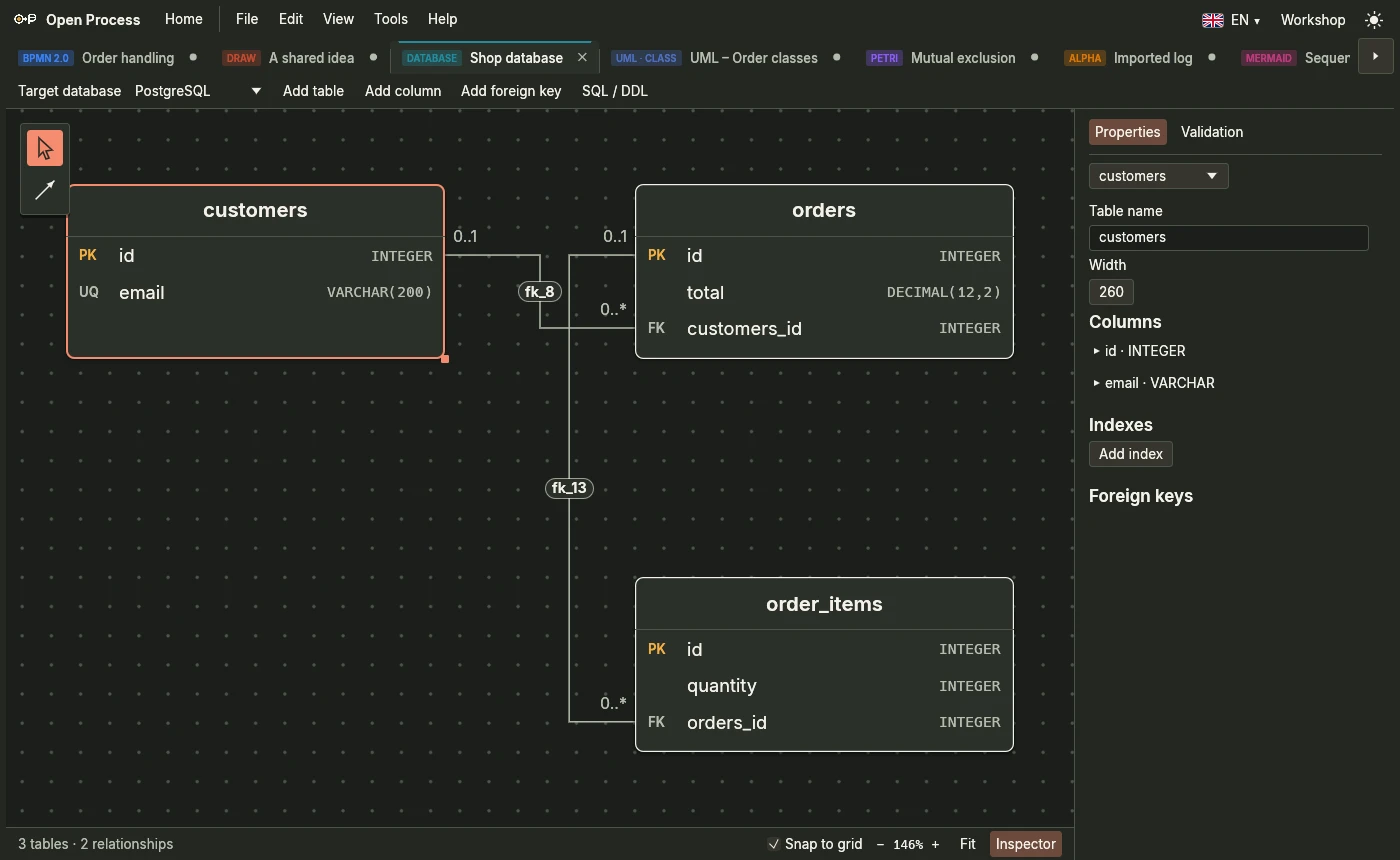 Open Process Home File Edit View Tools Help EN Workshop
BPMN 2.0 Order handling DRAW A shared idea DATABASE Shop database UML · CLASS UML – Order classes PETRI Mutual exclusion ALPHA Imported log MERMAID Sequer
Target database PostgreSQL Add table Add column Add foreign key SQL / DDL
customers
PK id INTEGER
UQ email VARCHAR(200)
0..1
fk_8
0..1
0..*
orders
PK id INTEGER
total DECIMAL(12,2)
FK customers_id INTEGER
fk_13
0..*
order_items
PK id INTEGER
quantity INTEGER
FK orders_id INTEGER
Properties Validation
customers
Table name
customers
Width
260
Columns
id · INTEGER
email · VARCHAR
Indexes
Add index
Foreign keys
3 tables · 2 relationships Snap to grid − 146% + Fit Inspector